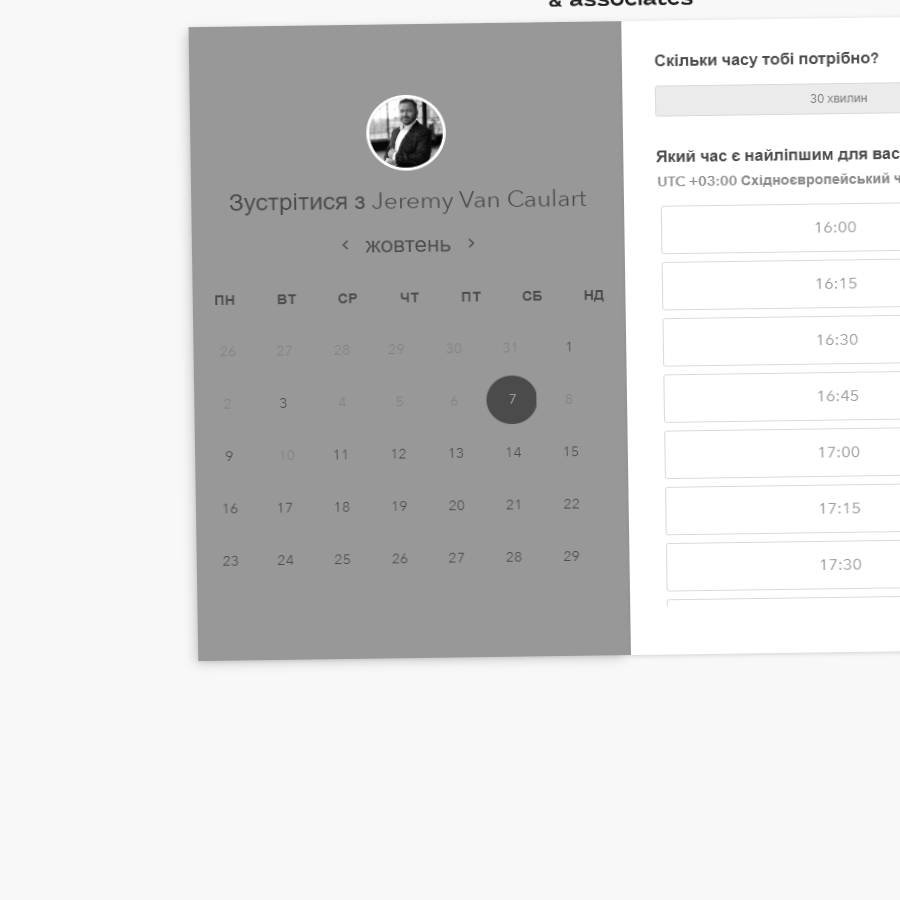 & associates
Зустрітися з Jeremy Van Caulart
‹ жовтень ›
ПН ВТ СР ЧТ ПТ СБ НД
26 27 28 29 30 31 1
2 3 4 5 6 7 8
9 10 11 12 13 14 15
16 17 18 19 20 21 22
23 24 25 26 27 28 29
Скільки часу тобі потрібно?
30 хвилин
Який час є найліпшим для вас
UTC +03:00 Східноєвропейський ч
16:00
16:15
16:30
16:45
17:00
17:15
17:30